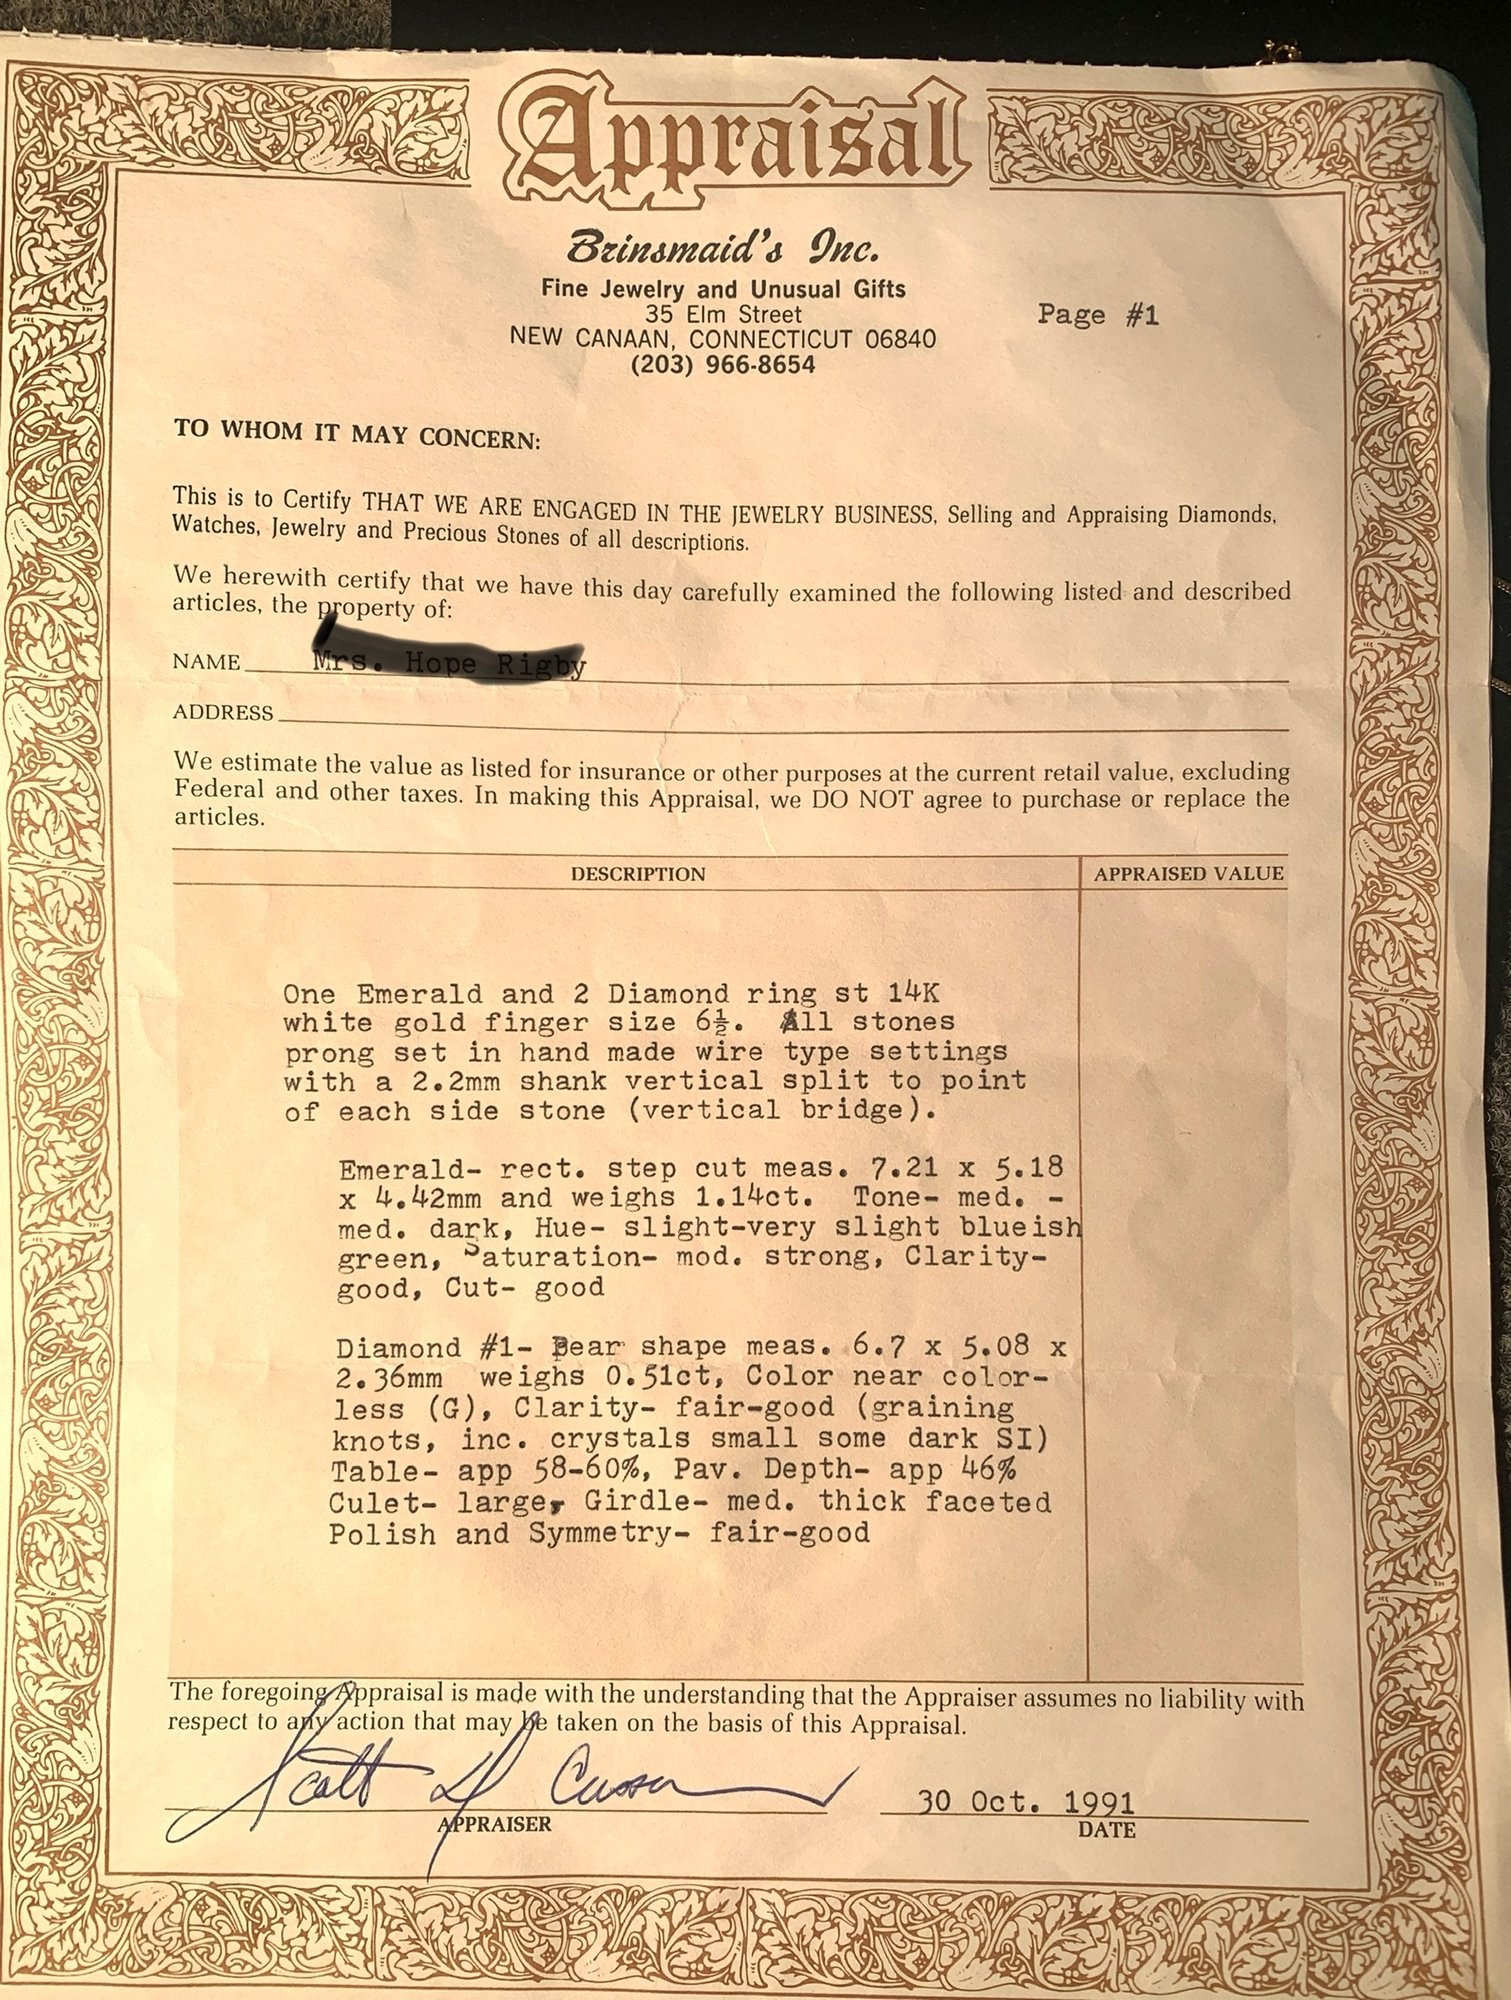 Appraisal
Brinsmaid's Inc.
Fine Jewelry and Unusual Gifts
35 Elm Street
Page #1
NEW CANAAN, CONNECTICUT 06840
(203) 966-8654
TO WHOM IT MAY CONCERN:
This is to Certify THAT WE ARE ENGAGED IN THE JEWELRY BUSINESS, Selling and Appraising Diamonds,
Watches, Jewelry and Precious Stones of all descriptions.
We herewith certify that we have this day carefully examined the following listed and described
articles, the property of:
NAME Mrs. Hope Rigby
ADDRESS
We estimate the value as listed for insurance or other purposes at the current retail value, excluding
Federal and other taxes. In making this Appraisal, we DO NOT agree to purchase or replace the
articles.
DESCRIPTION APPRAISED VALUE
One Emerald and 2 Diamond ring st 14K
white gold finger size 6½. All stones
prong set in hand made wire type settings
with a 2.2mm shank vertical split to point
of each side stone (vertical bridge).
Emerald- rect. step cut meas. 7.21 x 5.18
x 4.42mm and weighs 1.14ct. Tone- med. -
med. dark, Hue- slight-very slight blueish
green, Saturation- mod. strong, Clarity-
good, Cut- good
Diamond #1- Pear shape meas. 6.7 x 5.08 x
2.36mm weighs 0.51ct, Color near color-
less (G), Clarity- fair-good (graining
knots, inc. crystals small some dark SI)
Table- app 58-60%, Pav. Depth- app 46%
Culet- large, Girdle- med. thick faceted
Polish and Symmetry- fair-good
The foregoing Appraisal is made with the understanding that the Appraiser assumes no liability with
respect to any action that may be taken on the basis of this Appraisal.
Scott
30 Oct. 1991
APPRAISER
DATE